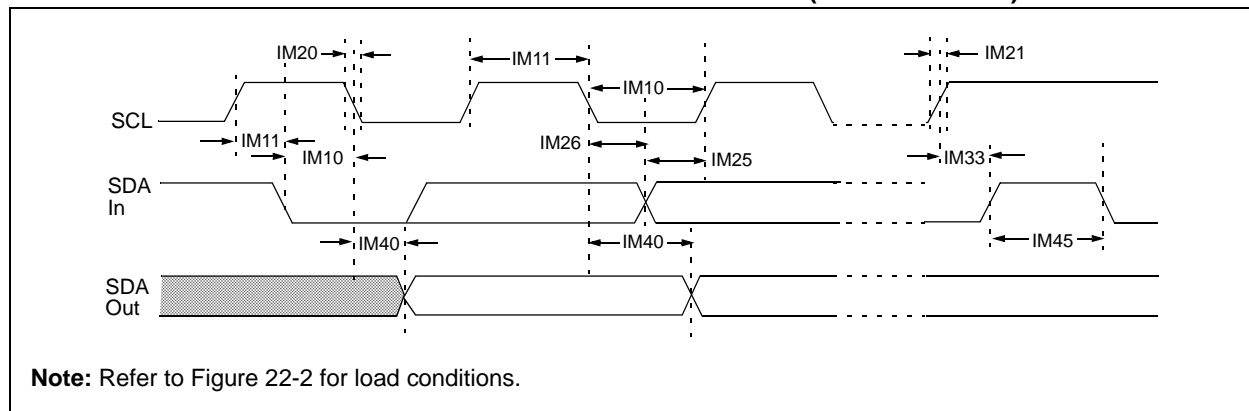 IM20
IM11
IM21
IM10
SCL
IM11
IM26
IM10
IM25
IM33
SDA
In
IM40
IM40
IM45
SDA
Out
Note: Refer to Figure 22-2 for load conditions.